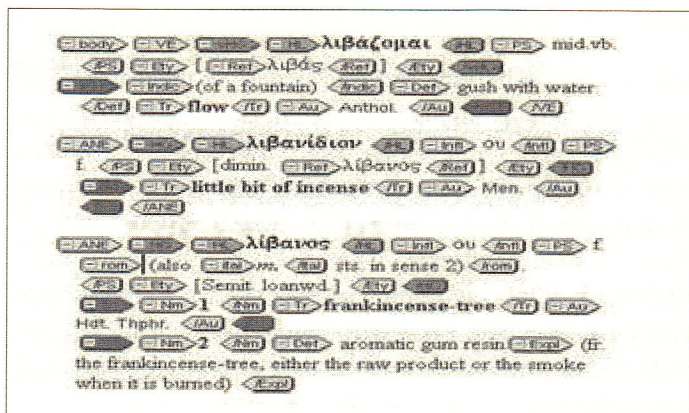 body VE HG HL λιβάζομαι /HL PS mid.vb.
/PS Ety [ Ref λιβάς /Ref ] /Ety
Indic (of a fountain) /Indic Def gush with water
/Def Tr flow /Tr Au Anthol. /Au /VE
ANE HG HL λιβανίδιον /HL Infl ου /Infl PS
f. /PS Ety [dimin. Ref λίβανος /Ref ] /Ety
Tr little bit of incense /Tr Au Men. /Au
/ANE
ANE HG HL λίβανος /HL Infl ου /Infl PS f.
rom (also Ital m. /Ital sts. in sense 2) /rom .
/PS Ety [Semit. loanwd.] /Ety
Nm 1 /Nm Tr frankincense-tree /Tr Au
Hdt. Thphr. /Au
Nm 2 /Nm Def aromatic gum resin Expl (fr.
the frankincense-tree, either the raw product or the smoke
when it is burned) /Expl